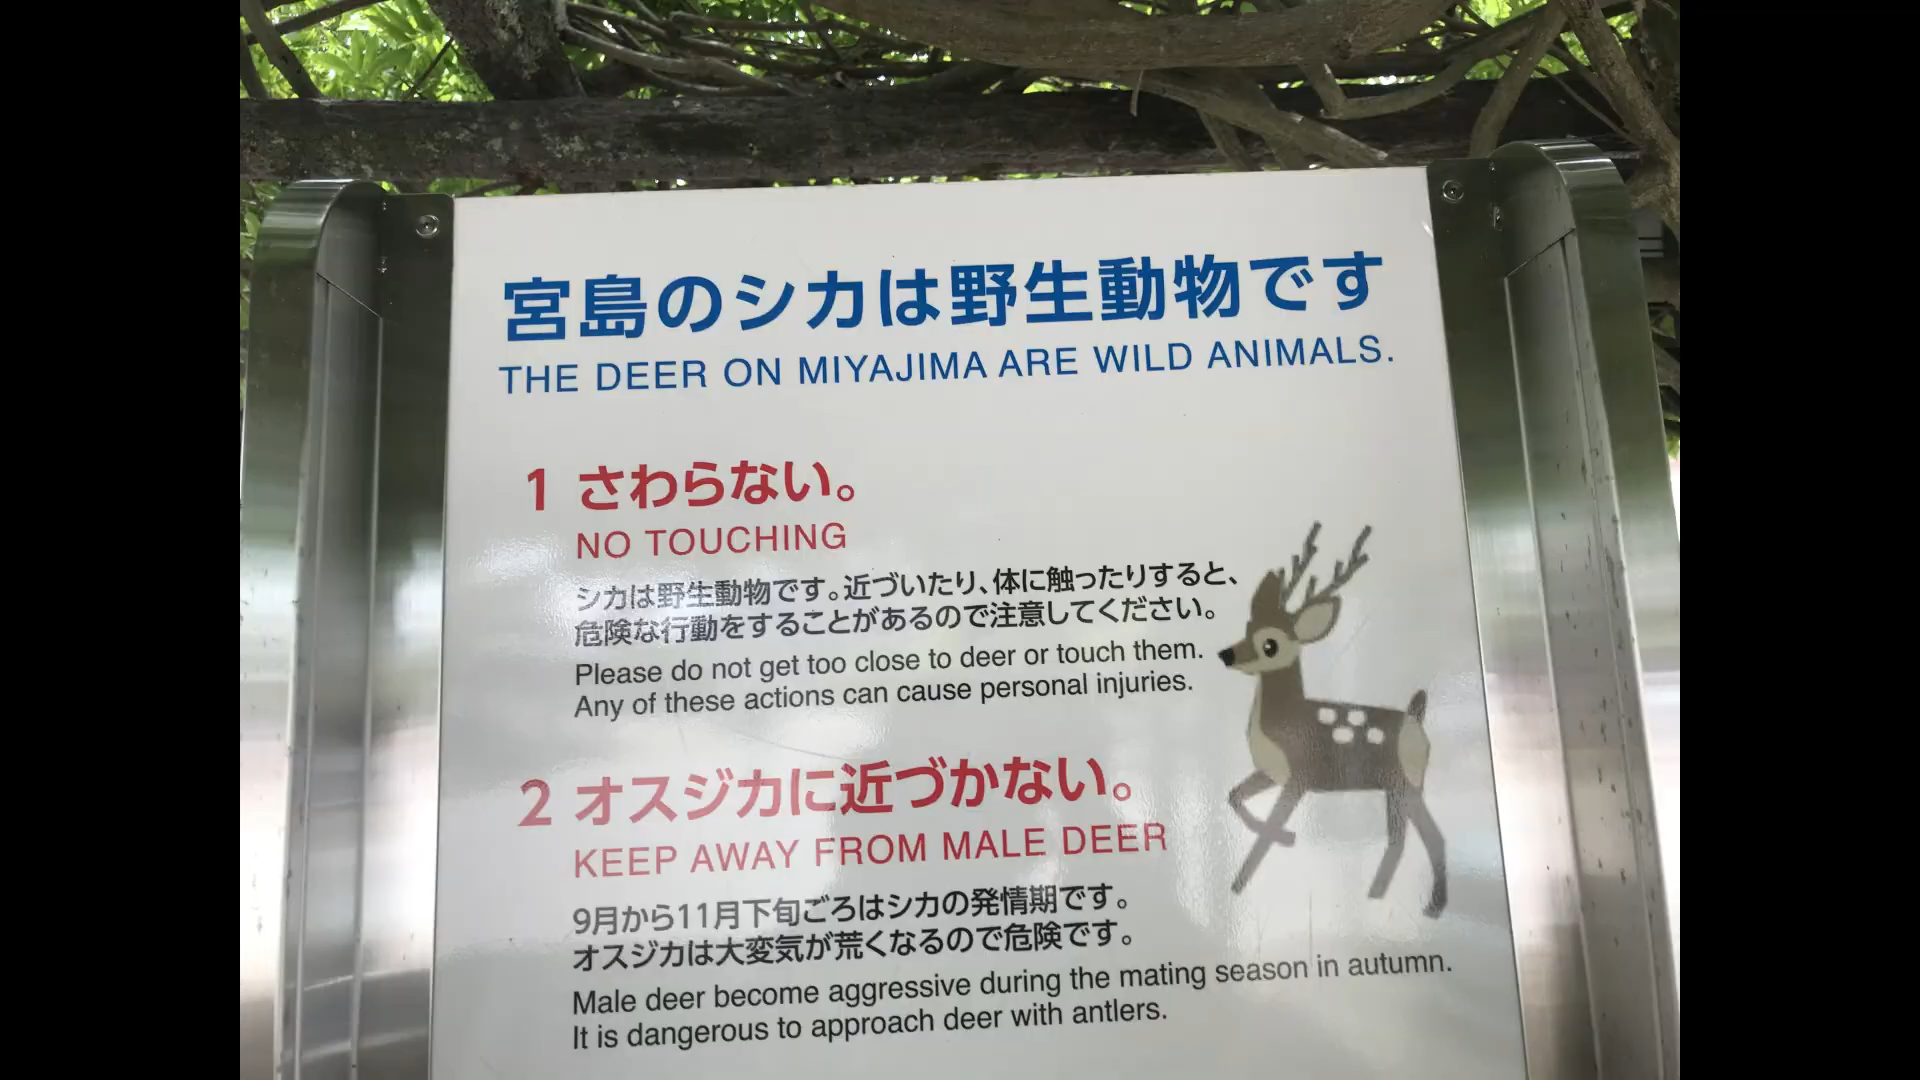 宮島のシカは野生動物です
THE DEER ON MIYAJIMA ARE WILD ANIMALS.
1 さわらない。
NO TOUCHING
シカは野生動物です。近づいたり、体に触ったりすると、
危険な行動をすることがあるので注意してください。
Please do not get too close to deer or touch them.
Any of these actions can cause personal injuries.
2 オスジカに近づかない。
KEEP AWAY FROM MALE DEER
9月から11月下旬ごろはシカの発情期です。
オスジカは大変気が荒くなるので危険です。
Male deer become aggressive during the mating season in autumn.
It is dangerous to approach deer with antlers.